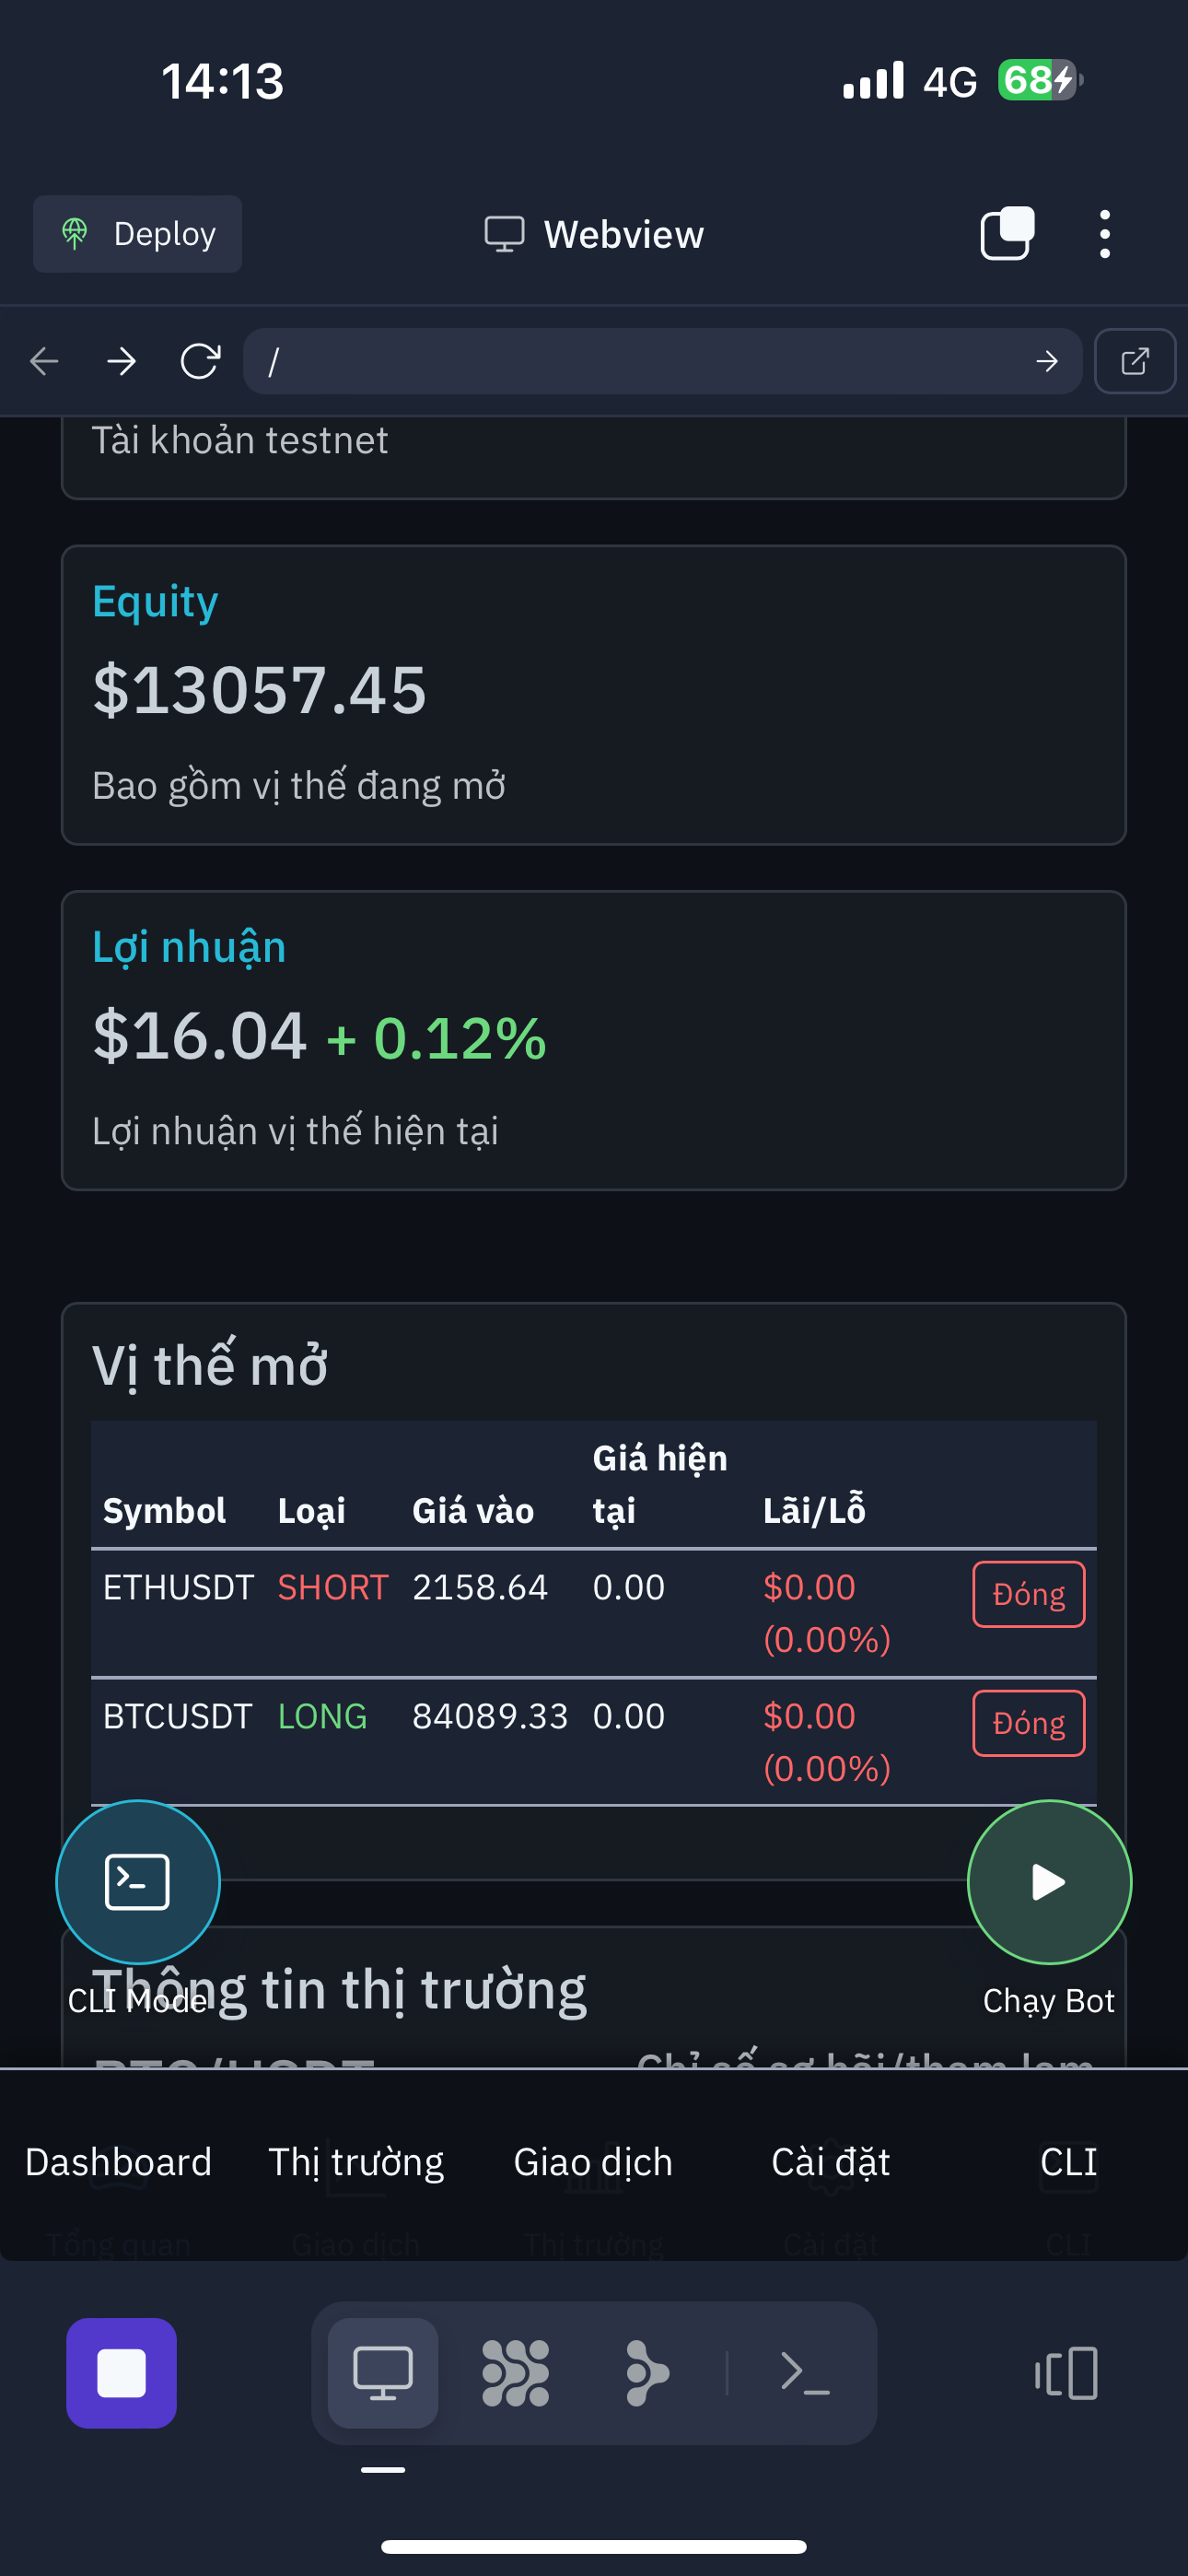 14:13
4G 68
Deploy
Webview
/
Tài khoản testnet
Equity
$13057.45
Bao gồm vị thế đang mở
Lợi nhuận
$16.04 + 0.12%
Lợi nhuận vị thế hiện tại
Vị thế mở
Symbol Loại Giá vào Giá hiện tại Lãi/Lỗ
ETHUSDT SHORT 2158.64 0.00 $0.00 (0.00%) Đóng
BTCUSDT LONG 84089.33 0.00 $0.00 (0.00%) Đóng
Thông tin thị trường
CLI Mode
Chạy Bot
BTC/USDT Chỉ số sợ hãi/tham lam
Dashboard Thị trường Giao dịch Cài đặt CLI
Tổng quan Giao dịch Thị trường Cài đặt CLI